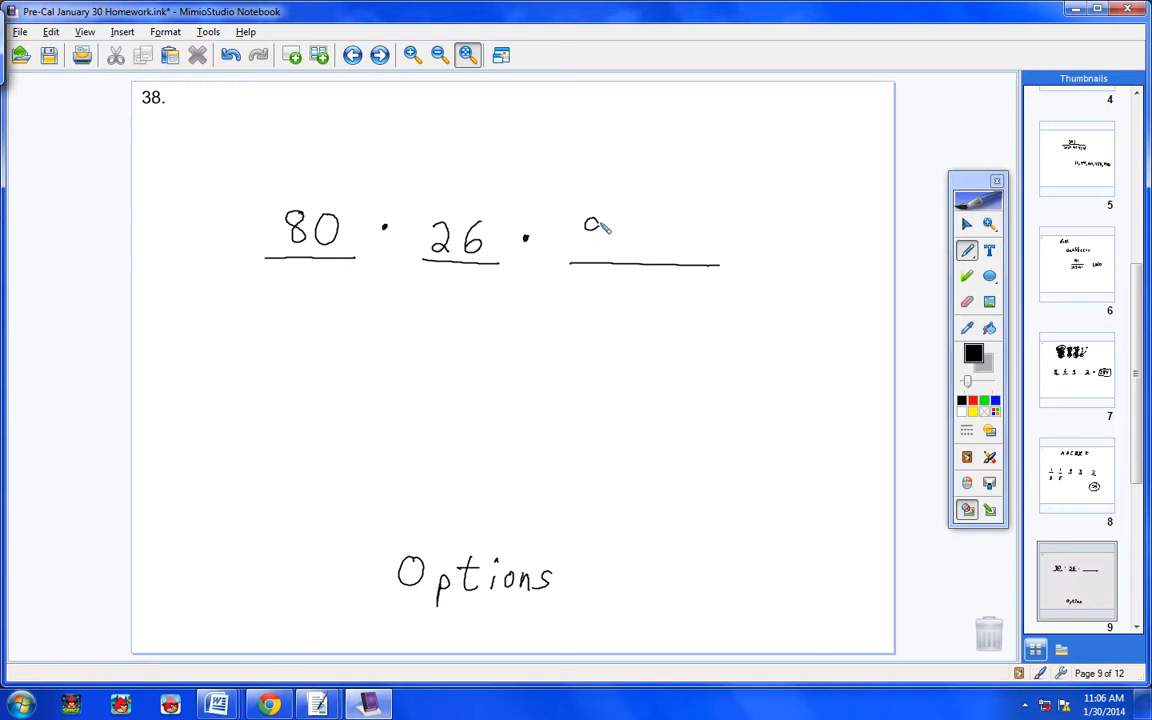 Pre-Cal January 30 Homework.ink* - MimioStudio Notebook
File Edit View Insert Format Tools Help
Thumbnails
38.
80 · 26 ·
Options
4
5
6
7
8
9
Page 9 of 12
11:06 AM
1/30/2014